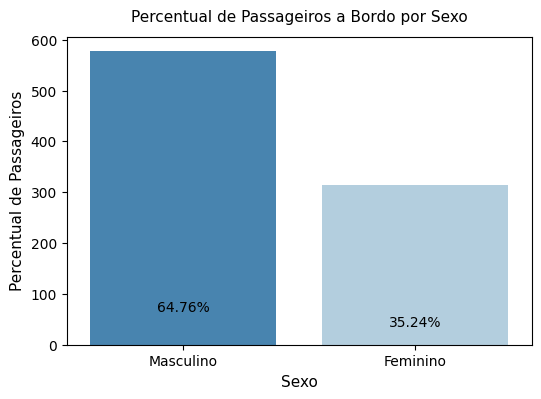 Percentual de Passageiros a Bordo por Sexo
Percentual de Passageiros
600
500
400
300
200
100
0
64.76%
35.24%
Masculino
Feminino
Sexo